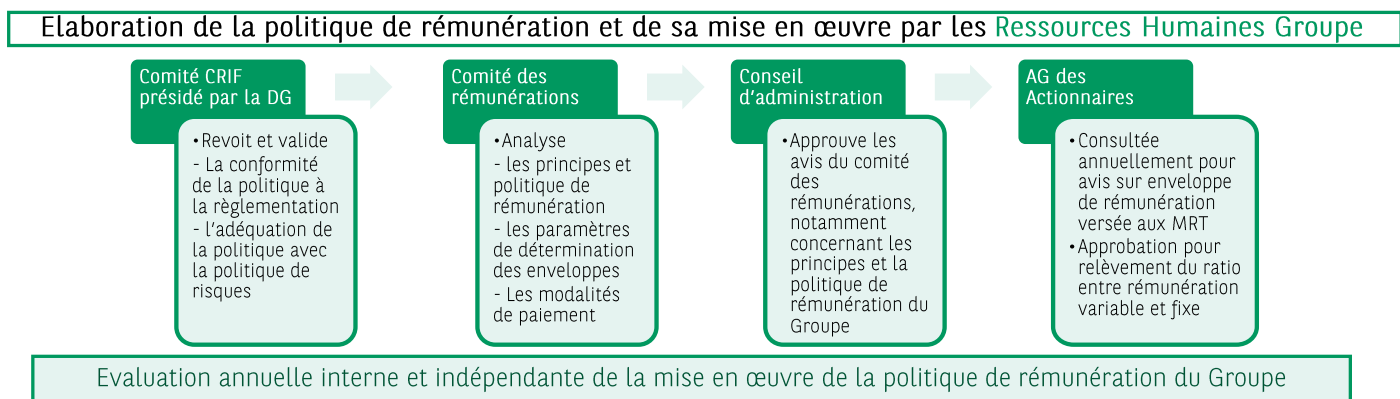 Elaboration de la politique de rémunération et de sa mise en œuvre par les Ressources Humaines Groupe
Comité CRIF
présidé par la DG
•Revoit et valide
- La conformité
de la politique à
la règlementation
- l'adéquation de
la politique avec
la politique de
risques
Comité des
rémunérations
•Analyse
- les principes et
politique de
rémunération
- les paramètres
de détermination
des enveloppes
- Les modalités
de paiement
Conseil
d'administration
•Approuve les
avis du comité
des
rémunérations,
notamment
concernant les
principes et la
politique de
rémunération du
Groupe
AG des
Actionnaires
•Consultée
annuellement pour
avis sur enveloppe
de rémunération
versée aux MRT
•Approbation pour
relèvement du ratio
entre rémunération
variable et fixe
Evaluation annuelle interne et indépendante de la mise en œuvre de la politique de rémunération du Groupe